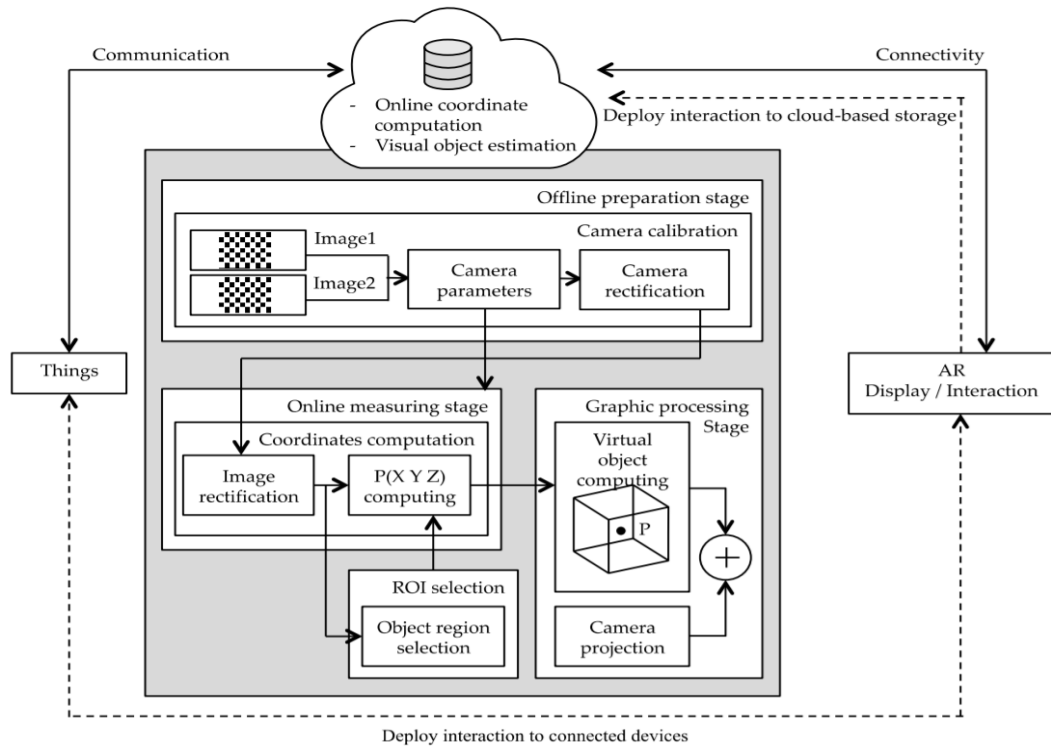 Communication
Connectivity
- Online coordinate
computation
- Visual object estimation
Deploy interaction to cloud-based storage
Offline preparation stage
Camera calibration
Image1
Image2
Camera
parameters
Camera
rectification
Things
AR
Display / Interaction
Online measuring stage
Coordinates computation
Image
rectification
P(X Y Z)
computing
Graphic processing
Stage
Virtual
object
computing
P
+
ROI selection
Object region
selection
Camera
projection
Deploy interaction to connected devices